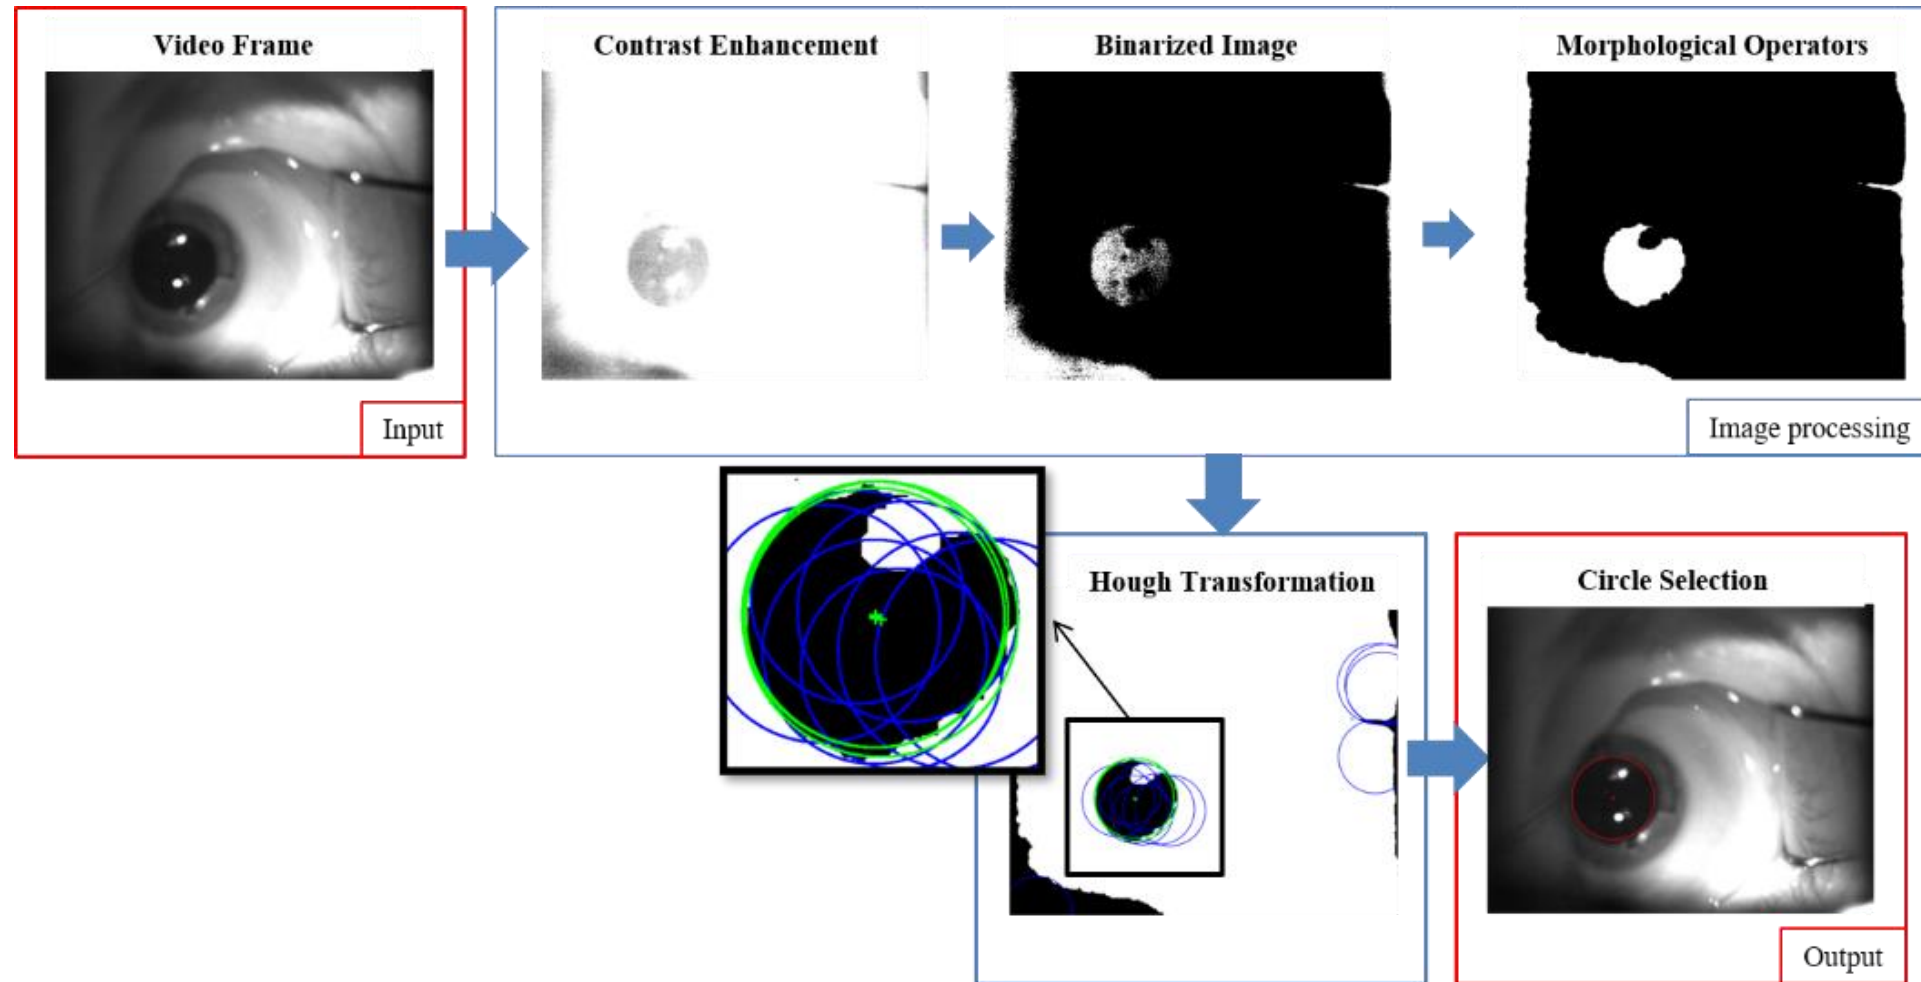 Video Frame
Contrast Enhancement
Binarized Image
Morphological Operators
Input
Image processing
Hough Transformation
Circle Selection
Output